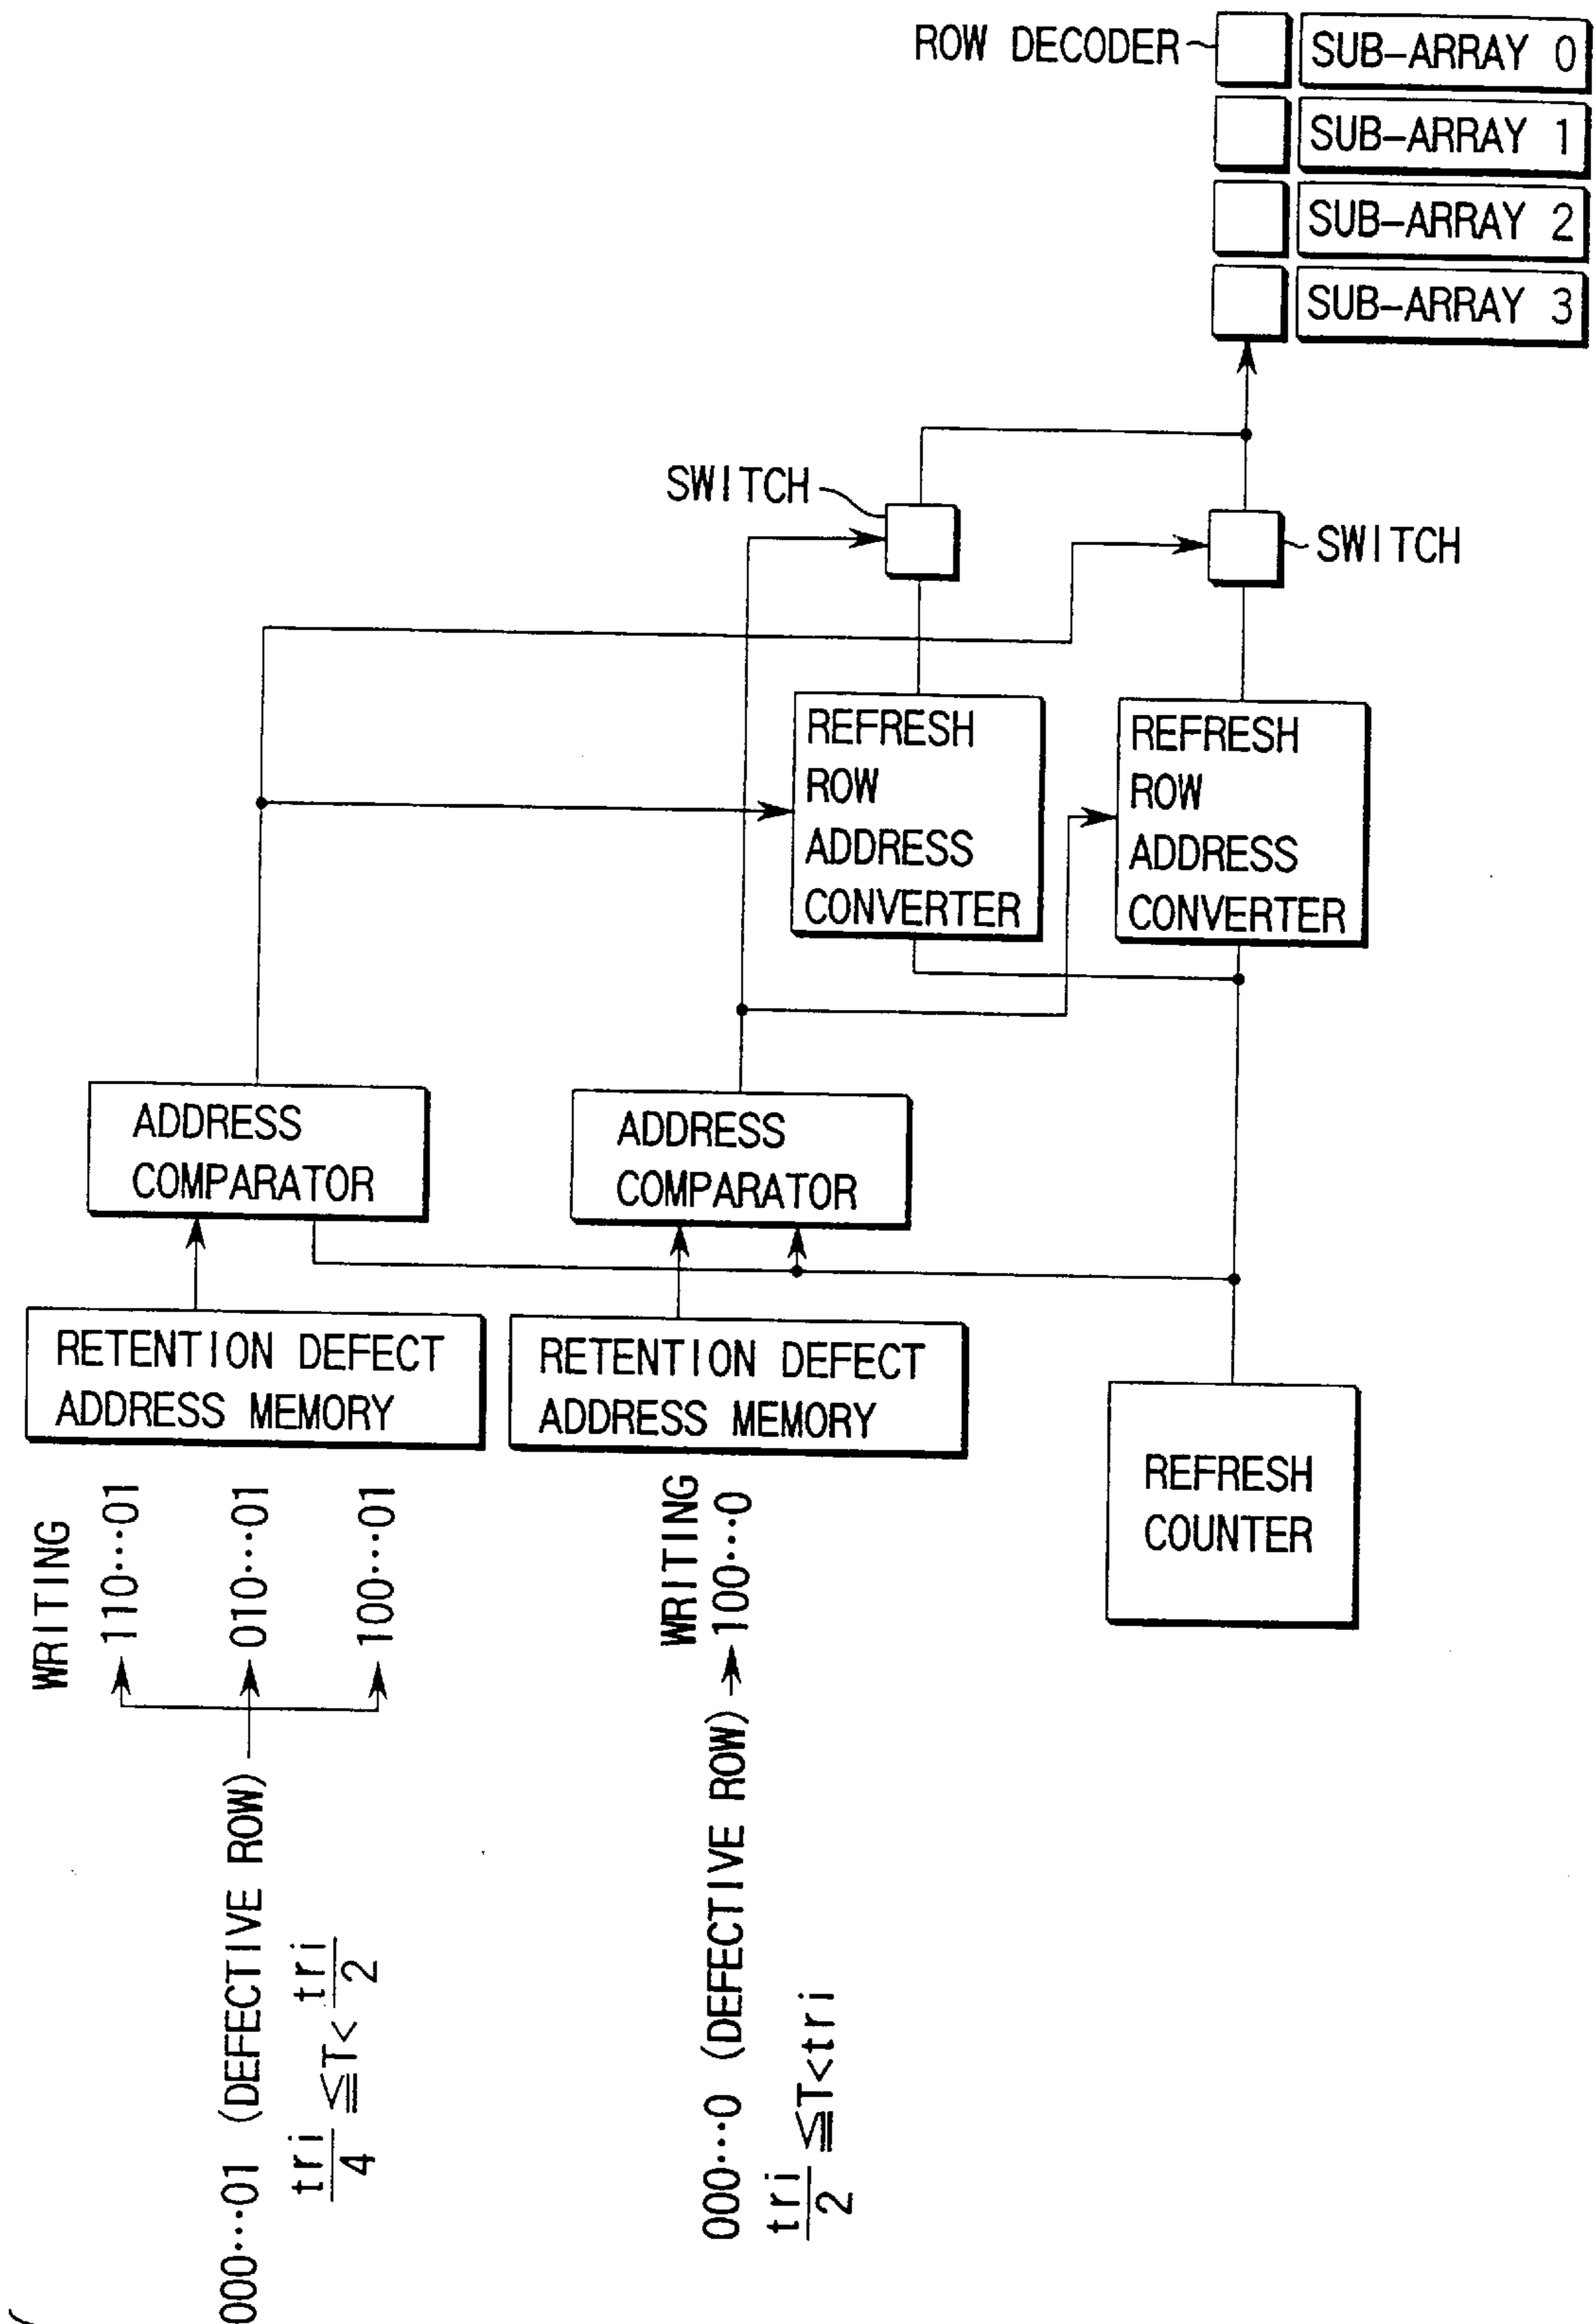 ROW DECODER
SUB-ARRAY 0
SUB-ARRAY 1
SUB-ARRAY 2
SUB-ARRAY 3
SWITCH
SWITCH
REFRESH
ROW
ADDRESS
CONVERTER
REFRESH
ROW
ADDRESS
CONVERTER
ADDRESS
COMPARATOR
ADDRESS
COMPARATOR
RETENTION DEFECT
ADDRESS MEMORY
RETENTION DEFECT
ADDRESS MEMORY
REFRESH
COUNTER
WRITING
110···01
010···01
100···01
000···01 (DEFECTIVE ROW)
tri/4 ≦T< tri/2
WRITING
000···0 (DEFECTIVE ROW) → 100···0
tri/2 ≦T<tri